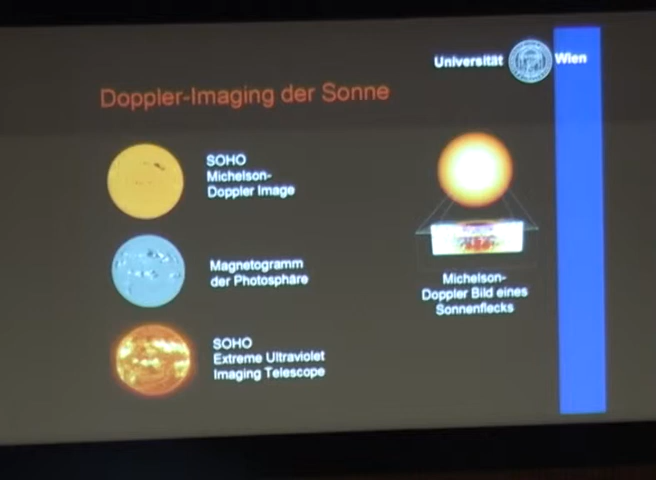 Universität Wien
Doppler-Imaging der Sonne
SOHO
Michelson-
Doppler Image
Magnetogramm
der Photosphäre
SOHO
Extreme Ultraviolet
Imaging Telescope
Michelson-
Doppler Bild eines
Sonnenflecks